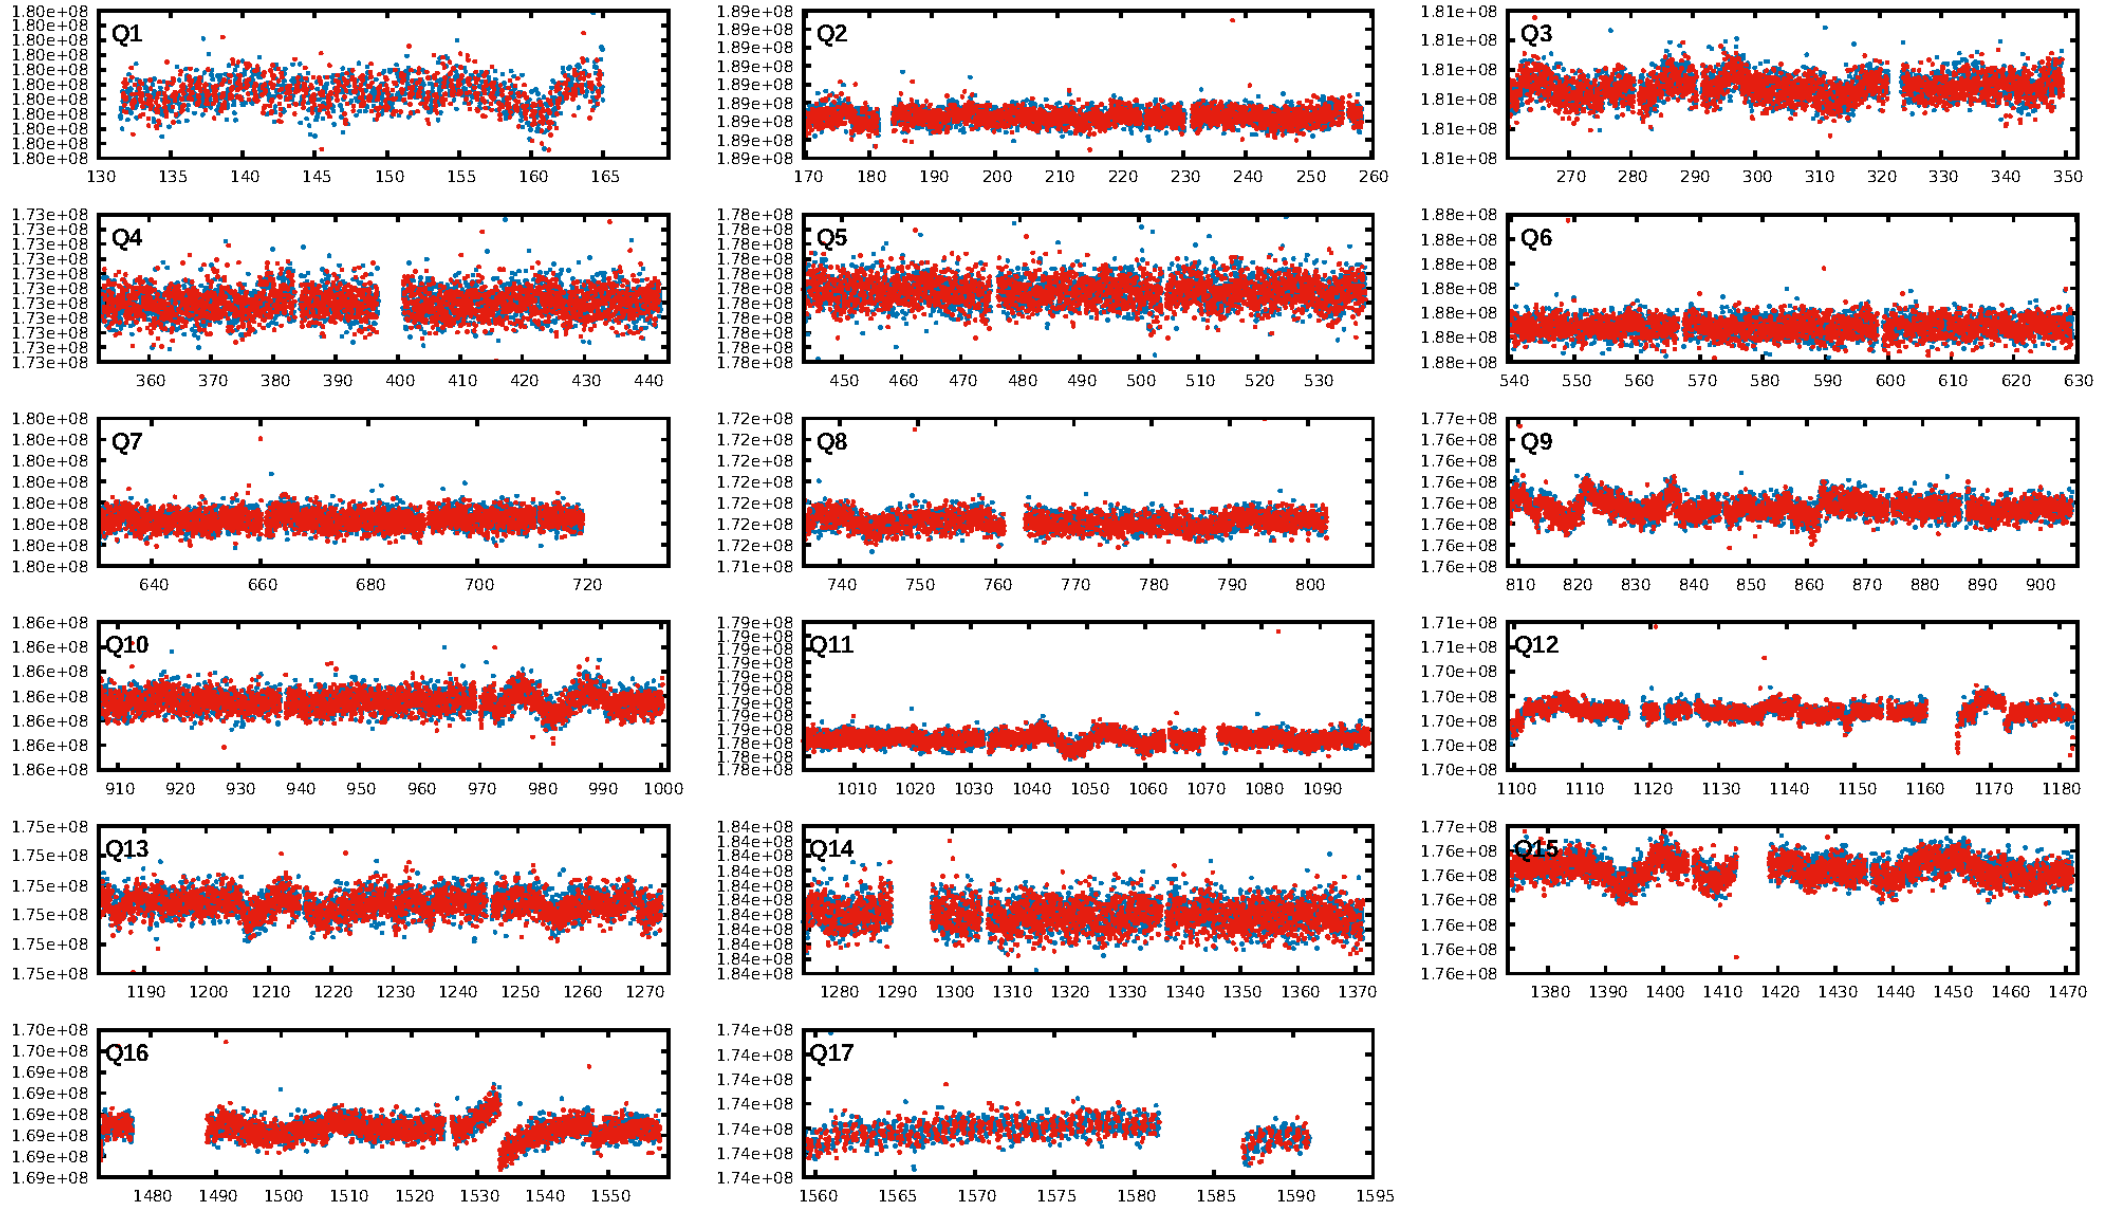 1.80e+08
1.80e+08
1.80e+08
1.80e+08
1.80e+08
1.80e+08
1.80e+08
1.80e+08
1.80e+08
1.80e+08
1.80e+08
Q1
130 135 140 145 150 155 160 165
1.89e+08
1.89e+08
1.89e+08
1.89e+08
1.89e+08
1.89e+08
1.89e+08
1.89e+08
1.89e+08
Q2
170 180 190 200 210 220 230 240 250 260
1.81e+08
1.81e+08
1.81e+08
1.81e+08
1.81e+08
1.81e+08
Q3
270 280 290 300 310 320 330 340 350
1.73e+08
1.73e+08
1.73e+08
1.73e+08
1.73e+08
1.73e+08
1.73e+08
1.73e+08
1.73e+08
1.73e+08
1.73e+08
Q4
360 370 380 390 400 410 420 430 440
1.78e+08
1.78e+08
1.78e+08
1.78e+08
1.78e+08
1.78e+08
1.78e+08
1.78e+08
1.78e+08
1.78e+08
1.78e+08
Q5
450 460 470 480 490 500 510 520 530
1.88e+08
1.88e+08
1.88e+08
1.88e+08
1.88e+08
1.88e+08
1.88e+08
Q6
540 550 560 570 580 590 600 610 620 630
1.80e+08
1.80e+08
1.80e+08
1.80e+08
1.80e+08
1.80e+08
1.80e+08
1.80e+08
Q7
640 660 680 700 720
1.72e+08
1.72e+08
1.72e+08
1.72e+08
1.72e+08
1.72e+08
1.72e+08
1.71e+08
Q8
740 750 760 770 780 790 800
1.77e+08
1.76e+08
1.76e+08
1.76e+08
1.76e+08
1.76e+08
1.76e+08
1.76e+08
Q9
810 820 830 840 850 860 870 880 890 900
1.86e+08
1.86e+08
1.86e+08
1.86e+08
1.86e+08
1.86e+08
1.86e+08
Q10
910 920 930 940 950 960 970 980 990 1000
1.79e+08
1.79e+08
1.79e+08
1.79e+08
1.79e+08
1.79e+08
1.79e+08
1.79e+08
1.79e+08
1.78e+08
1.78e+08
1.78e+08
Q11
1010 1020 1030 1040 1050 1060 1070 1080 1090
1.71e+08
1.71e+08
1.70e+08
1.70e+08
1.70e+08
1.70e+08
1.70e+08
Q12
1100 1110 1120 1130 1140 1150 1160 1170 1180
1.75e+08
1.75e+08
1.75e+08
1.75e+08
1.75e+08
1.75e+08
Q13
1190 1200 1210 1220 1230 1240 1250 1260 1270
1.84e+08
1.84e+08
1.84e+08
1.84e+08
1.84e+08
1.84e+08
1.84e+08
1.84e+08
1.84e+08
1.84e+08
1.84e+08
Q14
1280 1290 1300 1310 1320 1330 1340 1350 1360 1370
1.77e+08
1.76e+08
1.76e+08
1.76e+08
1.76e+08
1.76e+08
1.76e+08
Q15
1380 1390 1400 1410 1420 1430 1440 1450 1460 1470
1.70e+08
1.70e+08
1.69e+08
1.69e+08
1.69e+08
1.69e+08
1.69e+08
1.69e+08
Q16
1480 1490 1500 1510 1520 1530 1540 1550
1.74e+08
1.74e+08
1.74e+08
1.74e+08
1.74e+08
1.74e+08
1.74e+08
Q17
1560 1565 1570 1575 1580 1585 1590 1595